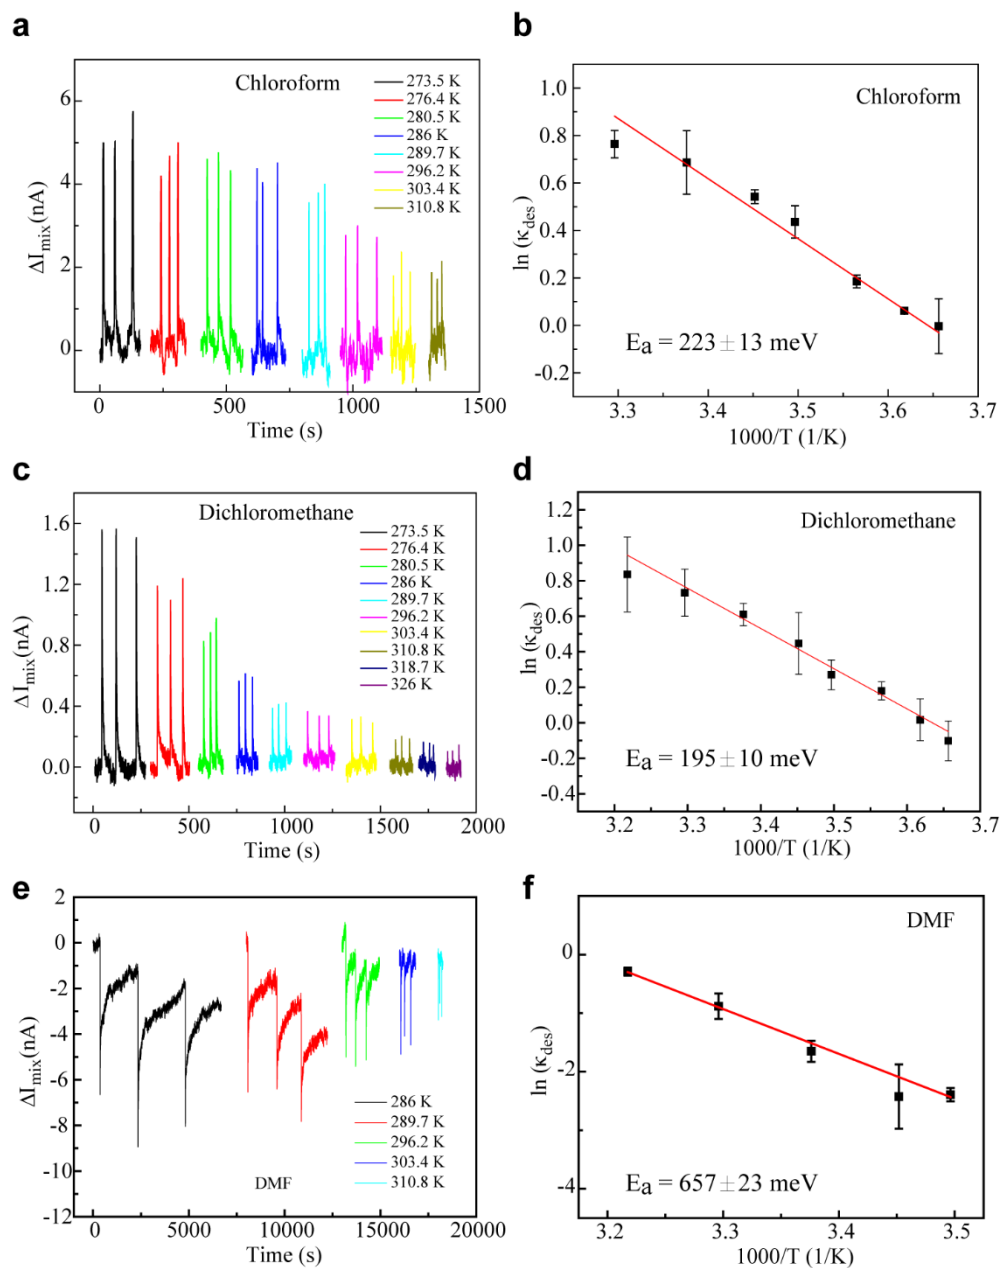 a
Chloroform
273.5 K
276.4 K
280.5 K
286 K
289.7 K
296.2 K
303.4 K
310.8 K
ΔI_mix(nA)
6
4
2
0
0 500 1000 1500
Time (s)
b
Chloroform
ln (κ_des)
1.0
0.8
0.6
0.4
0.2
0.0
-0.2
Ea = 223 ± 13 meV
3.3 3.4 3.5 3.6 3.7
1000/T (1/K)
c
Dichloromethane
273.5 K
276.4 K
280.5 K
286 K
289.7 K
296.2 K
303.4 K
310.8 K
318.7 K
326 K
ΔI_mix(nA)
1.6
1.2
0.8
0.4
0.0
0 500 1000 1500 2000
Time (s)
d
Dichloromethane
ln (κ_des)
1.2
1.0
0.8
0.6
0.4
0.2
0.0
-0.2
-0.4
Ea = 195 ± 10 meV
3.2 3.3 3.4 3.5 3.6 3.7
1000/T (1/K)
e
ΔI_mix(nA)
2
0
-2
-4
-6
-8
-10
-12
286 K
289.7 K
296.2 K
303.4 K
310.8 K
DMF
0 5000 10000 15000 20000
Time (s)
f
DMF
ln (κ_des)
0
-2
-4
Ea = 657 ± 23 meV
3.2 3.3 3.4 3.5
1000/T (1/K)